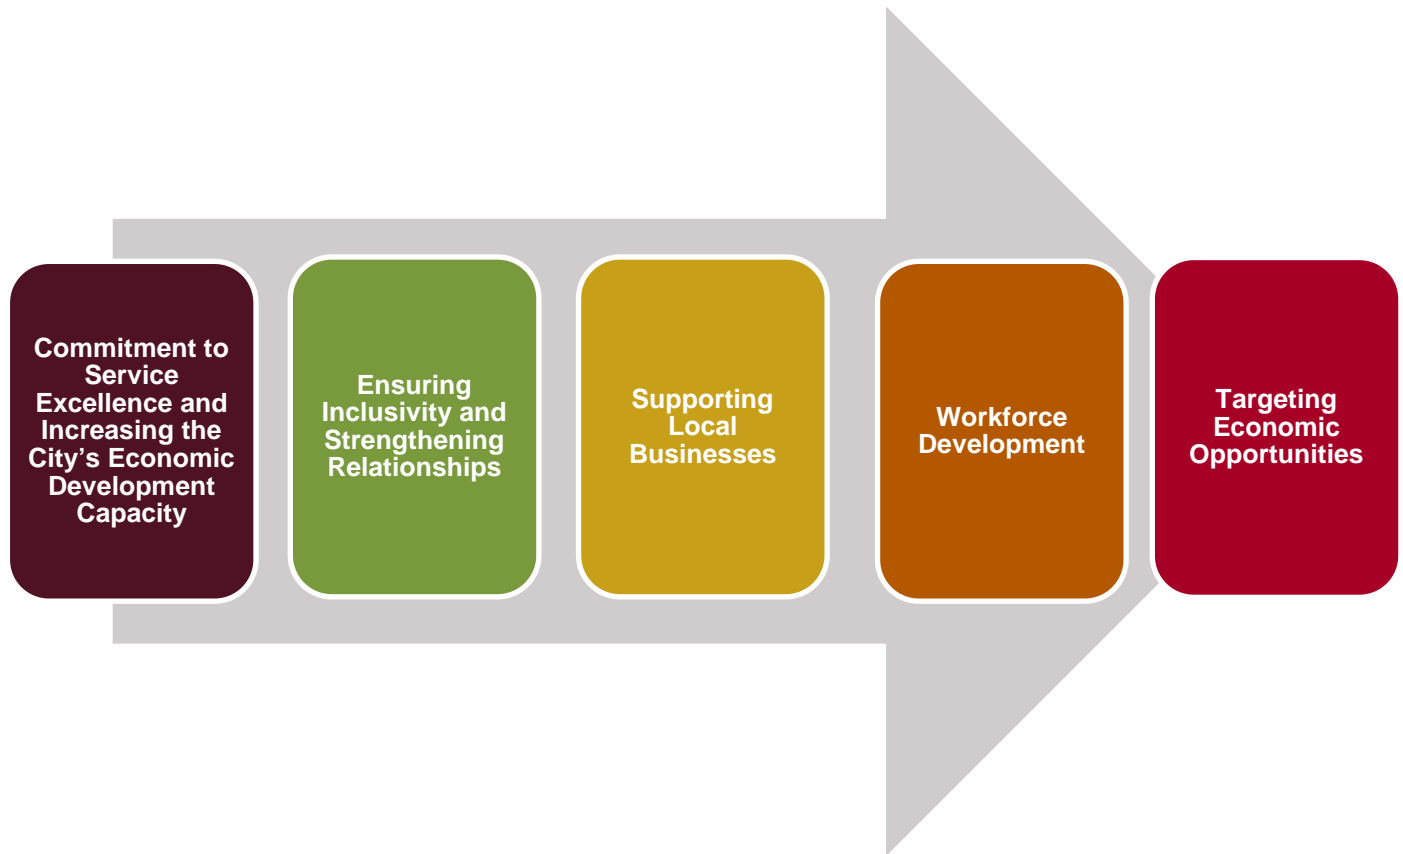 Commitment to
Service
Excellence and
Increasing the
City’s Economic
Development
Capacity
Ensuring
Inclusivity and
Strengthening
Relationships
Supporting
Local
Businesses
Workforce
Development
Targeting
Economic
Opportunities